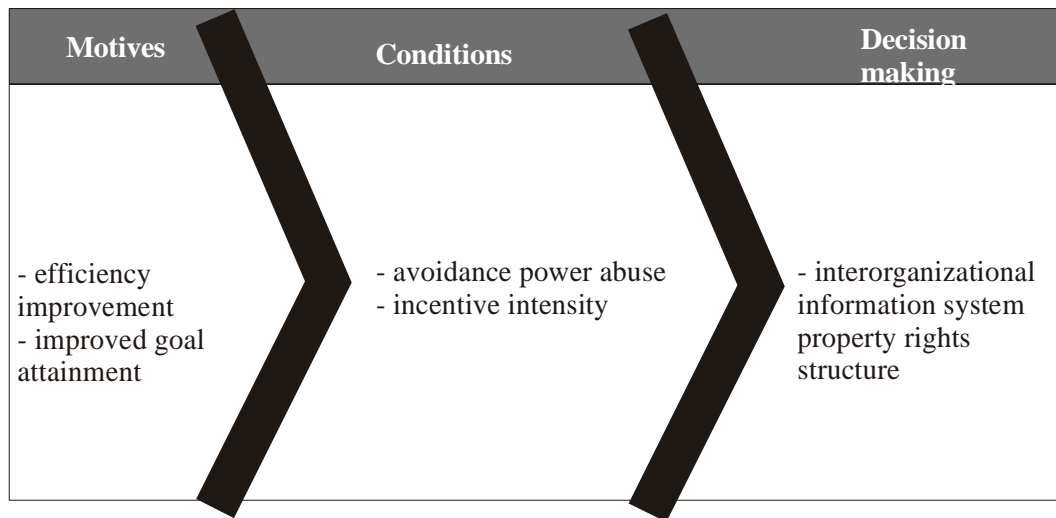 Motives
Conditions
Decision
making
- efficiency
improvement
- improved goal
attainment
- avoidance power abuse
- incentive intensity
- interorganizational
information system
property rights
structure